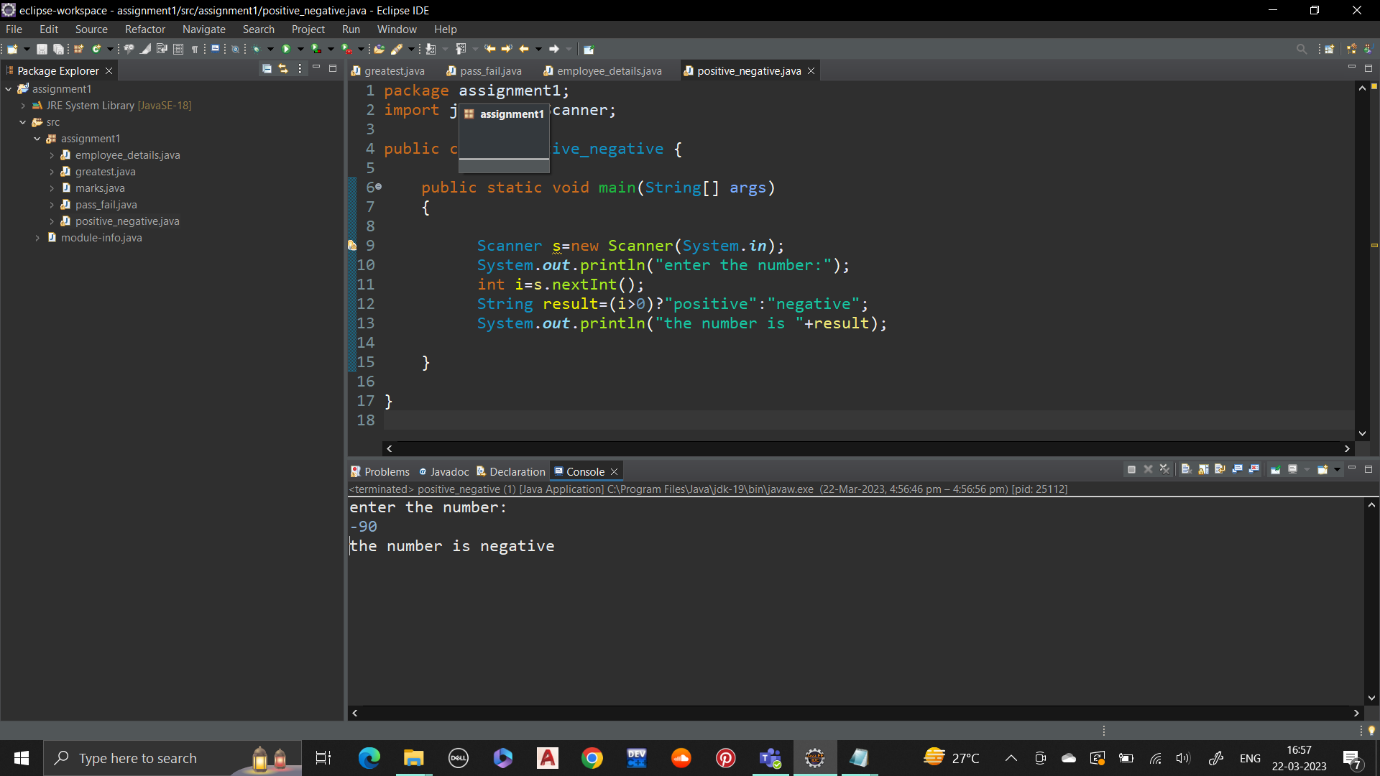 eclipse-workspace - assignment1/src/assignment1/positive_negative.java - Eclipse IDE
File Edit Source Refactor Navigate Search Project Run Window Help
Package Explorer
assignment1
JRE System Library [JavaSE-18]
src
assignment1
employee_details.java
greatest.java
marks.java
pass_fail.java
positive_negative.java
module-info.java
greatest.java pass_fail.java employee_details.java positive_negative.java
1 package assignment1;
2 import j canner;
assignment1
3
4 public c ive_negative {
5
6 public static void main(String[] args)
7 {
8
9 Scanner s=new Scanner(System.in);
10 System.out.println("enter the number:");
11 int i=s.nextInt();
12 String result=(i>0)?"positive":"negative";
13 System.out.println("the number is "+result);
14
15 }
16
17 }
18
Problems Javadoc Declaration Console
<terminated> positive_negative (1) [Java Application] C:\Program Files\Java\jdk-19\bin\javaw.exe (22-Mar-2023, 4:56:46 pm – 4:56:56 pm) [pid: 25112]
enter the number:
-90
the number is negative
Type here to search
DELL
A
DEV
27°C
ENG
16:57
22-03-2023
7